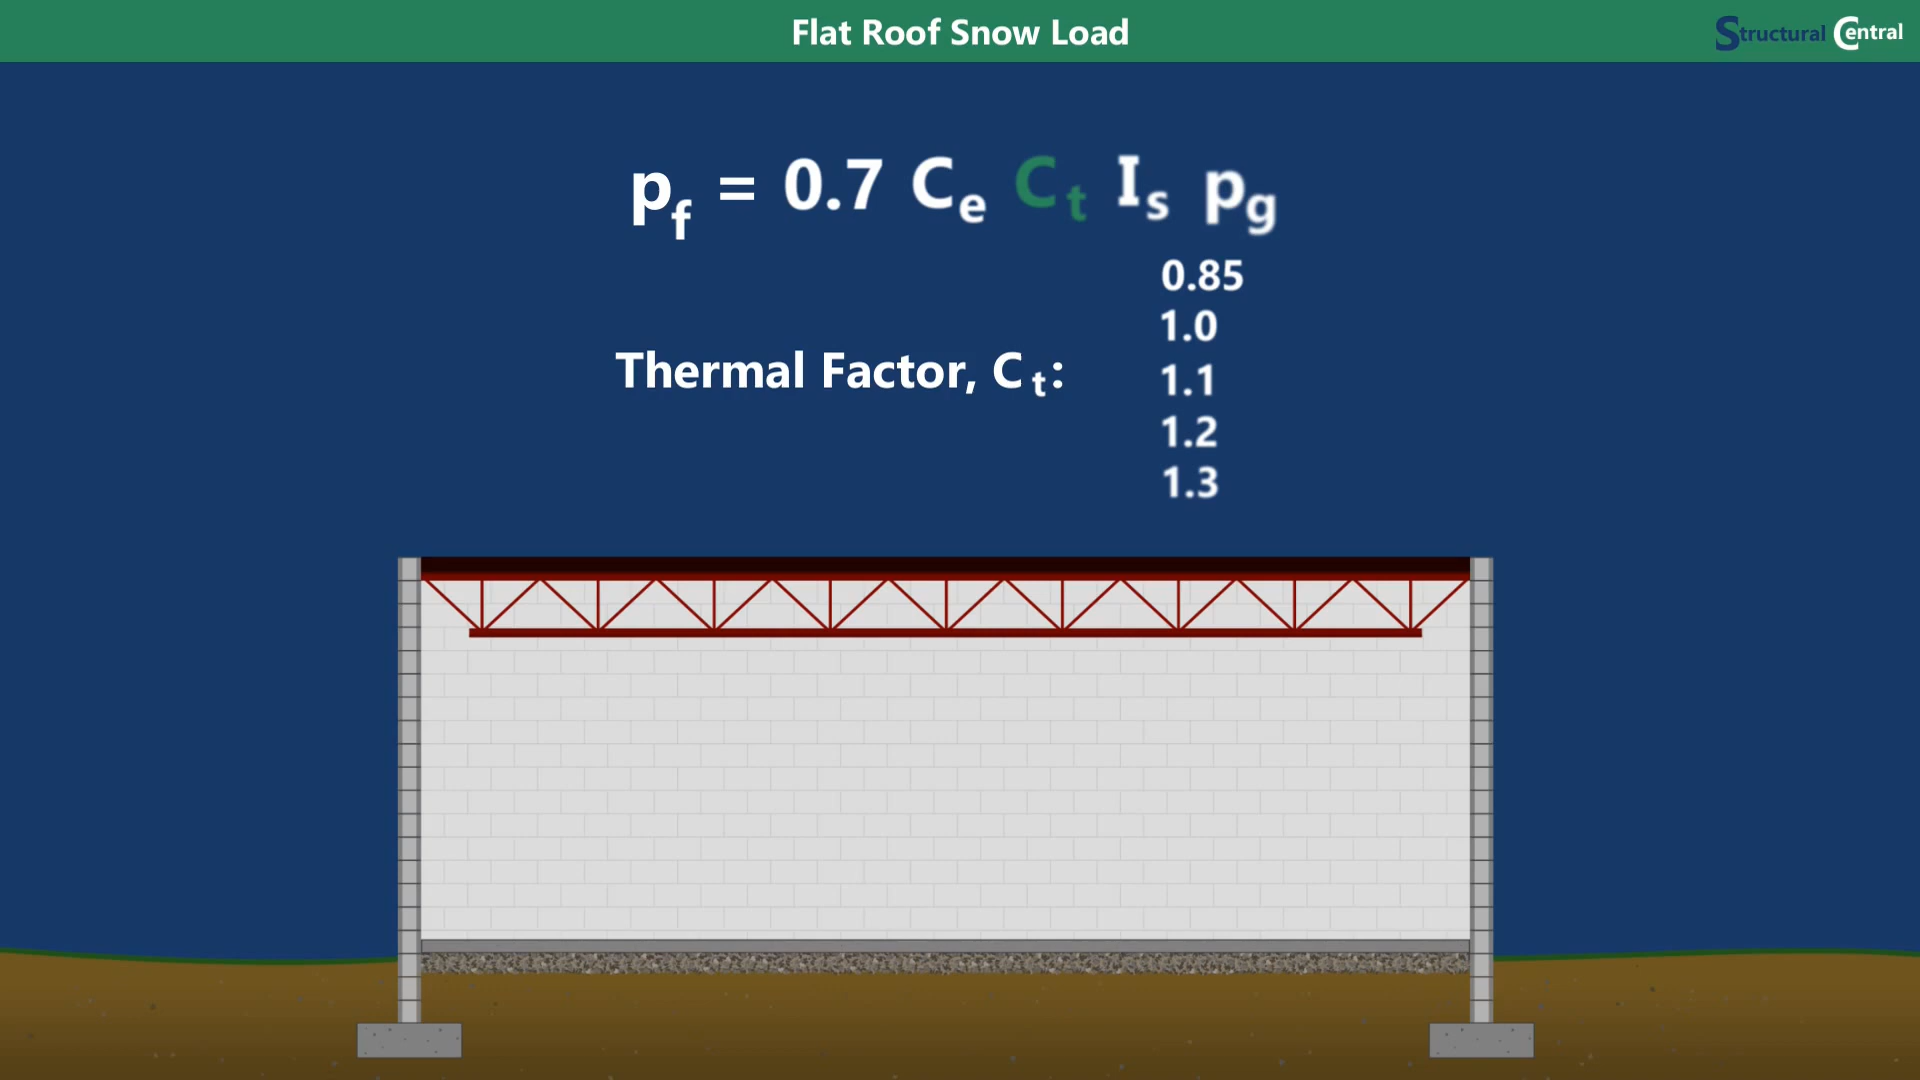 Flat Roof Snow Load
Structural Central
pf = 0.7 Ce Ct Is pg
0.85
1.0
Thermal Factor, Ct:
1.1
1.2
1.3